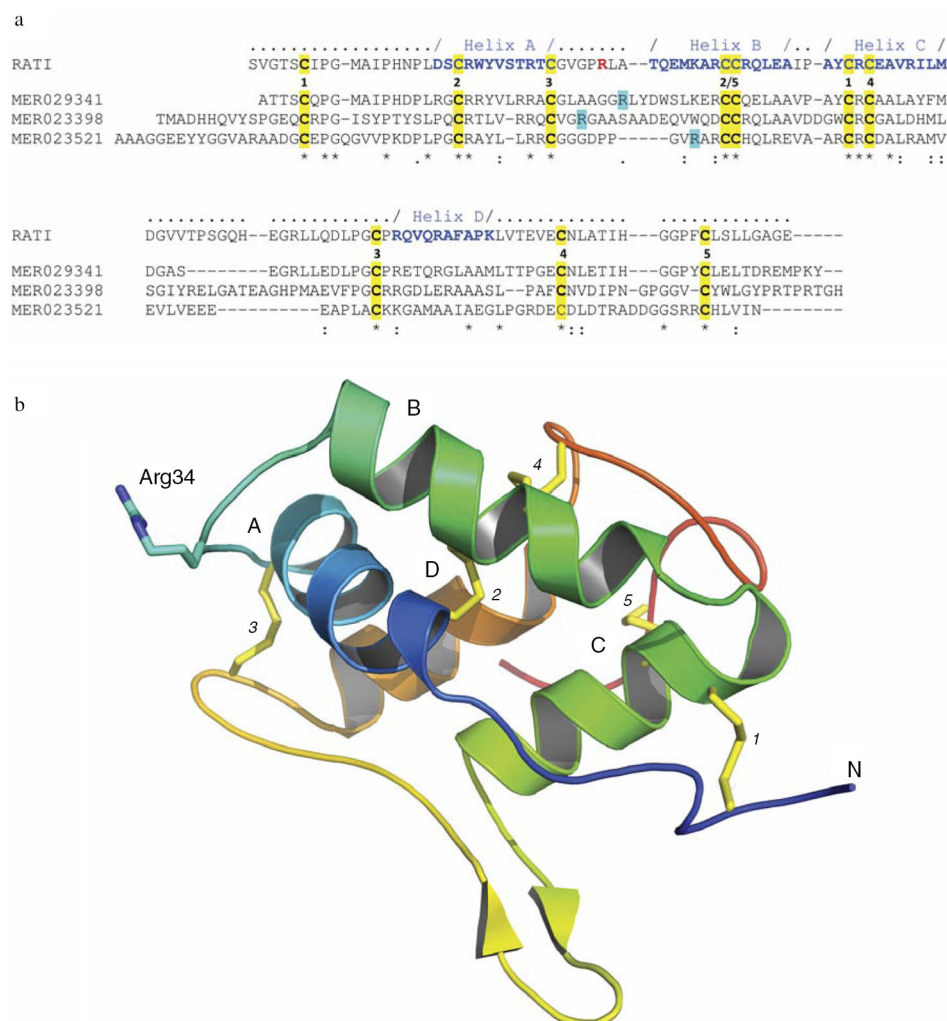 a
/ Helix A / / Helix B / / Helix C /
RATI SVGTSCIPG-MAIPHNPLDSCRWYVSTRTCGVGPRLA--TQEMKARCCRQLEAIP-AYCRCEAVRILM
1 2 3 2/5 1 4
MER029341 ATTSCQPG-MAIPHDPLRGCRRYVLRRACGLAAGGRLYDWSLKERCCQELAAVP-AYCRCAALAYFM
MER023398 TMADHHQVYSPGEQCRPG-ISYPTYSLPQCRTLV-RRQCVGRGAASAADEQVWQDCCRQLAAVDDGWCRCGALDHML
MER023521 AAAGGEEYYGGVARAADGCEPGQGVVPKDPLPGCRAYL-LRRCGGGDPP----GVRARCCHQLREVA-ARCRCDALRAMV
* ** * . : ** : * . : : ** ***: ::
/ Helix D /
RATI DGVVTPSGQH--EGRLLQDLPGCPRQVQRAFAPKLVTEVECNLATIH--GGPFCLSLLGAGE-----
3 4 5
MER029341 DGAS-------EGRLLEDLPGCPRETQRGLAAMLTTPGECNLETIH--GGPYCLELTDREMPKY--
MER023398 SGIYRELGATEAGHPMAEVFPGCRRGDLERAAASL--PAFCNVDIPN-GPGGV-CYWLGYPRTPRTGH
MER023521 EVLVEEE---------EAPLACKKGAMAAIAEGLPGRDECDLDTRADDGGSRRCHLVIN--------
: * : * * *:: * * :
b
B
4
Arg34
A
D
2
5
3
C
1
N